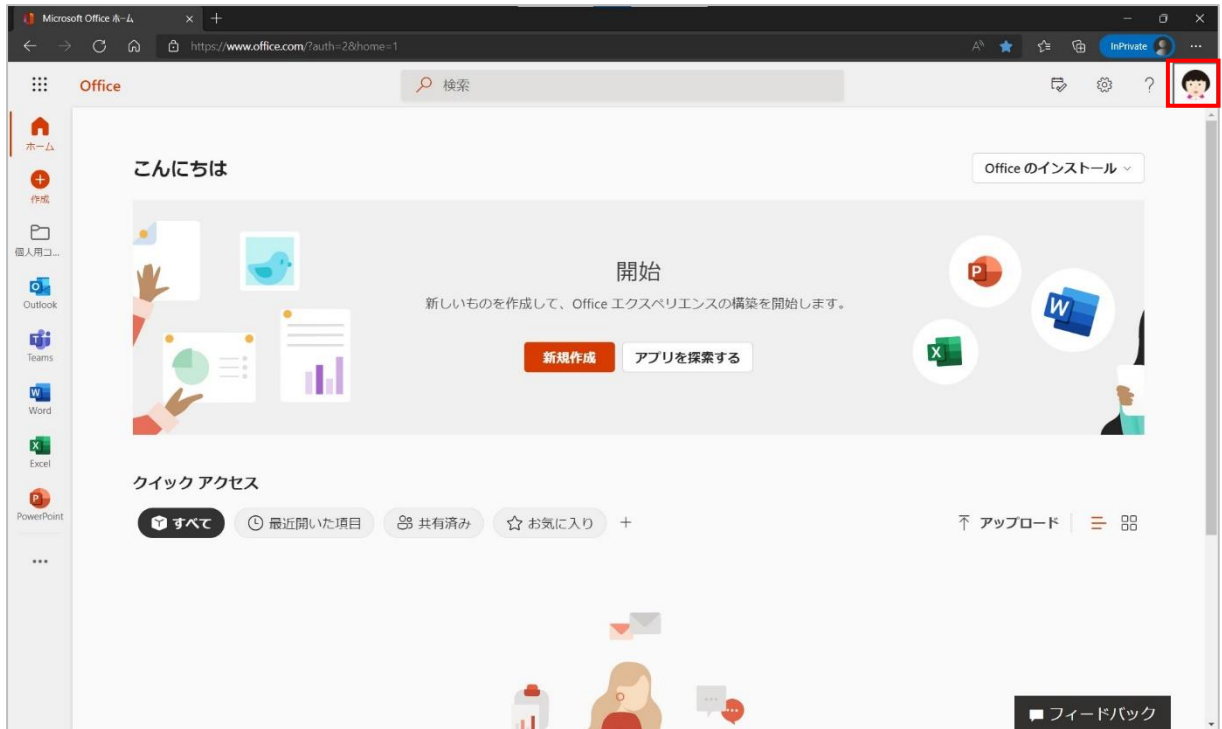 Microsoft Office ホーム
https://www.office.com/?auth=2&home=1
InPrivate
Office
検索
ホーム
作成
個人用コ...
Outlook
Teams
Word
Excel
PowerPoint
こんにちは
Office のインストール
開始
新しいものを作成して、Office エクスペリエンスの構築を開始します。
新規作成
アプリを探索する
クイック アクセス
すべて
最近開いた項目
共有済み
お気に入り
アップロード
フィードバック